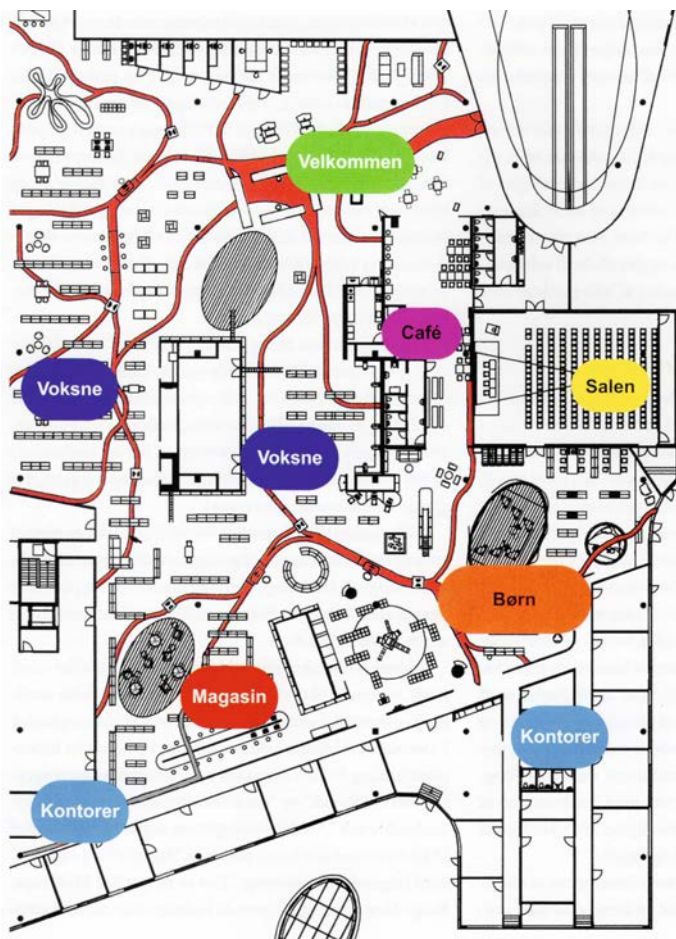 Velkommen
Café
Voksne
Salen
Voksne
Børn
Magasin
Kontorer
Kontorer